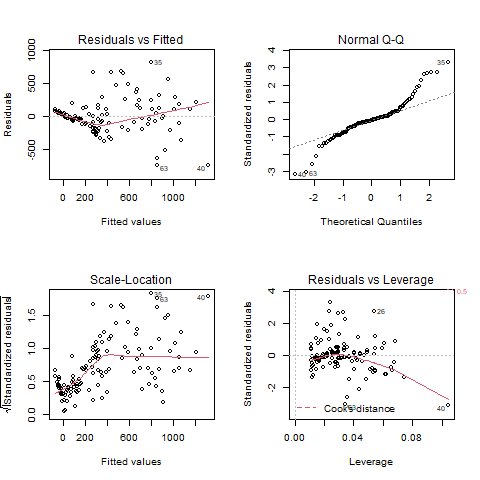 Residuals vs Fitted
Residuals
-500
0
500
1000
35
63
40
0 200 600 1000
Fitted values
Normal Q-Q
Standardized residuals
-3
-1
0
1
2
3
4
35
40
63
-2 -1 0 1 2
Theoretical Quantiles
Scale-Location
√|Standardized residuals|
0.0
0.5
1.0
1.5
35
63
40
0 200 600 1000
Fitted values
Residuals vs Leverage
Standardized residuals
-2
0
2
4
0.5
26
63
40
Cook's distance
0.00 0.04 0.08
Leverage